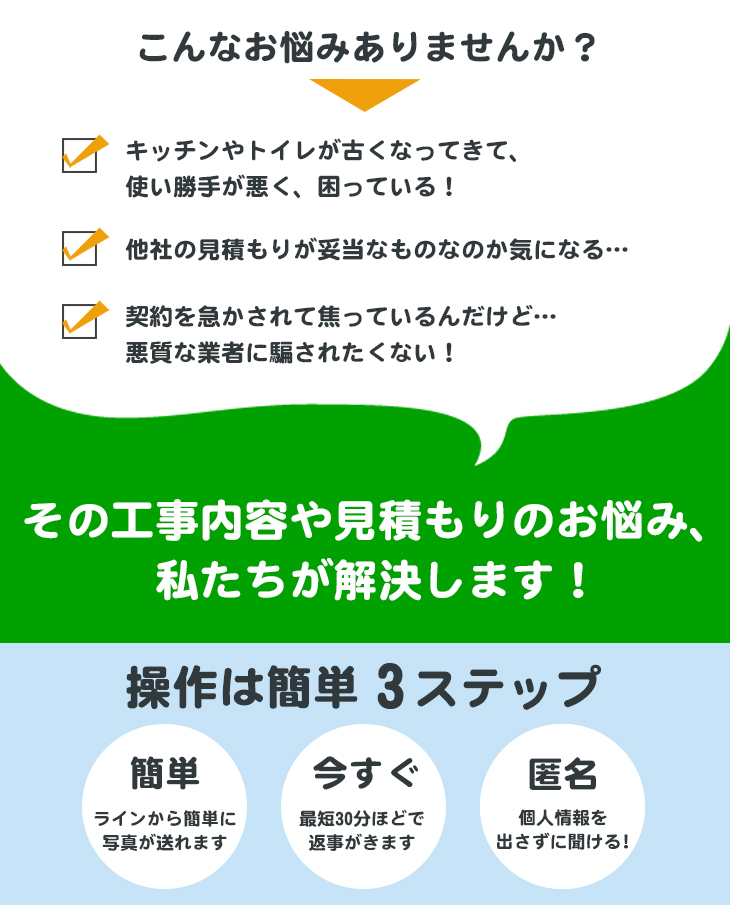 こんなお悩みありませんか？
キッチンやトイレが古くなってきて、
使い勝手が悪く、困っている！
他社の見積もりが妥当なものなのか気になる…
契約を急かされて焦っているんだけど…
悪質な業者に騙されたくない！
その工事内容や見積もりのお悩み、
私たちが解決します！
操作は簡単 3ステップ
簡単
ラインから簡単に
写真が送れます
今すぐ
最短30分ほどで
返事がきます
匿名
個人情報を
出さずに聞ける!